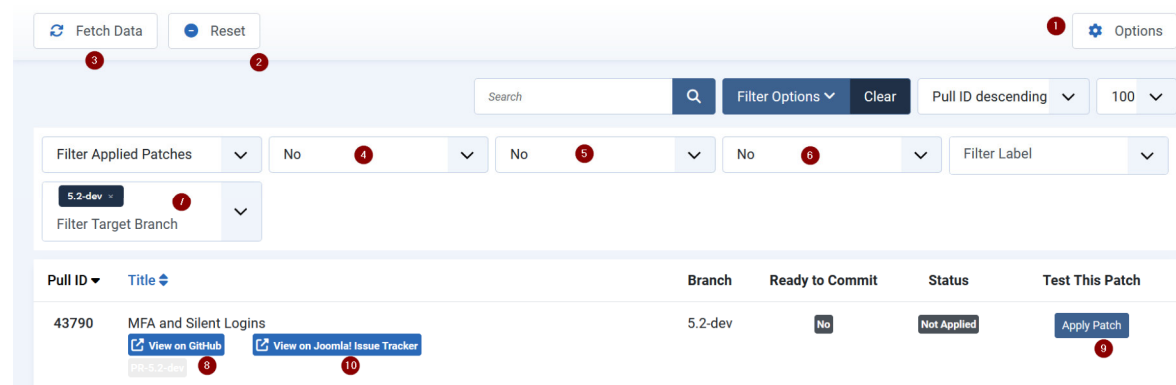 Fetch Data Reset 1 Options
3 2
Search Filter Options Clear Pull ID descending 100
Filter Applied Patches No 4 No 5 No 6 Filter Label
5.2-dev × 7
Filter Target Branch
Pull ID Title Branch Ready to Commit Status Test This Patch
43790 MFA and Silent Logins 5.2-dev No Not Applied Apply Patch
View on GitHub View on Joomla! Issue Tracker 9
PR-5.2-dev 8 10